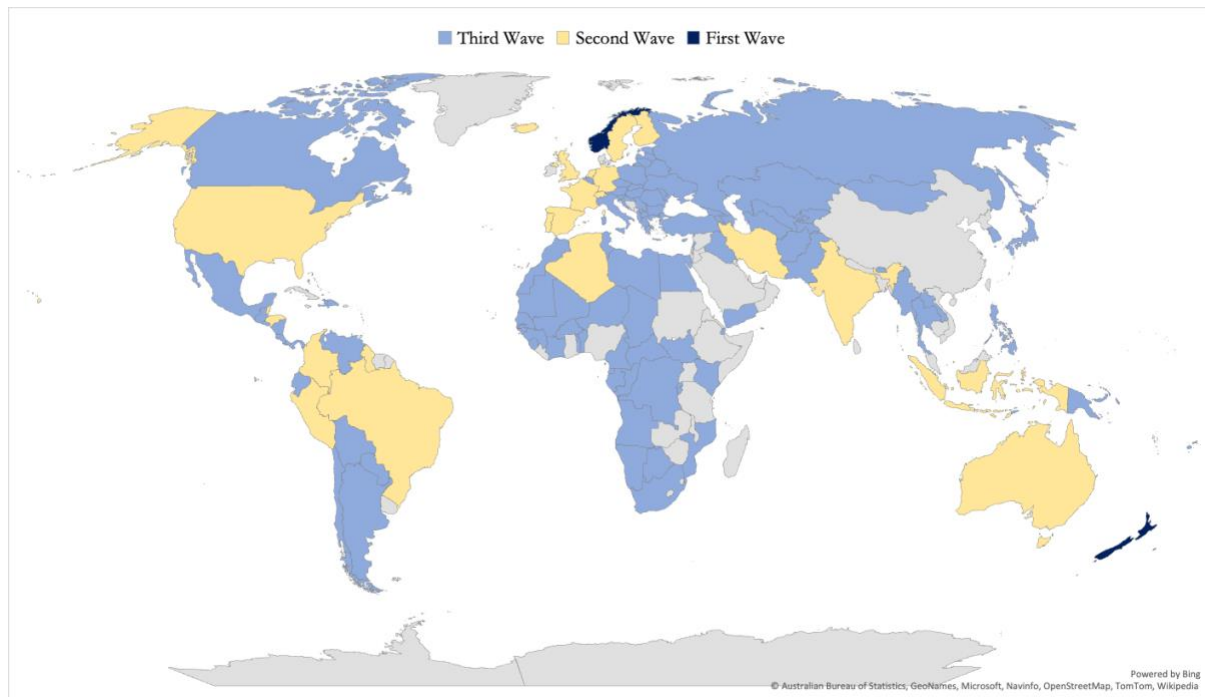 Third Wave Second Wave First Wave
Powered by Bing
© Australian Bureau of Statistics, GeoNames, Microsoft, Navinfo, OpenStreetMap, TomTom, Wikipedia